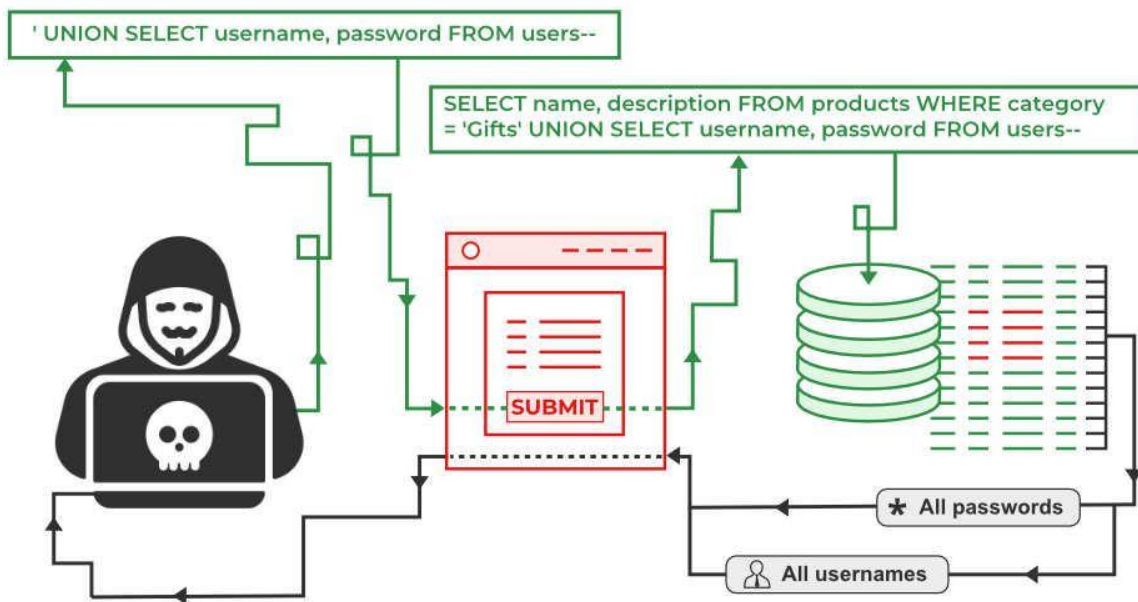 ' UNION SELECT username, password FROM users--
SELECT name, description FROM products WHERE category
= 'Gifts' UNION SELECT username, password FROM users--
SUBMIT
* All passwords
All usernames